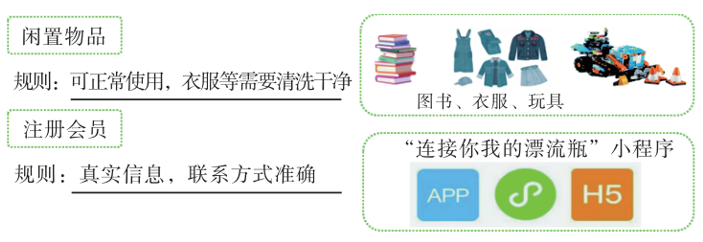 闲置物品
规则：可正常使用，衣服等需要清洗干净
图书、衣服、玩具
注册会员
规则：真实信息，联系方式准确
“连接你我的漂流瓶”小程序
APP H5